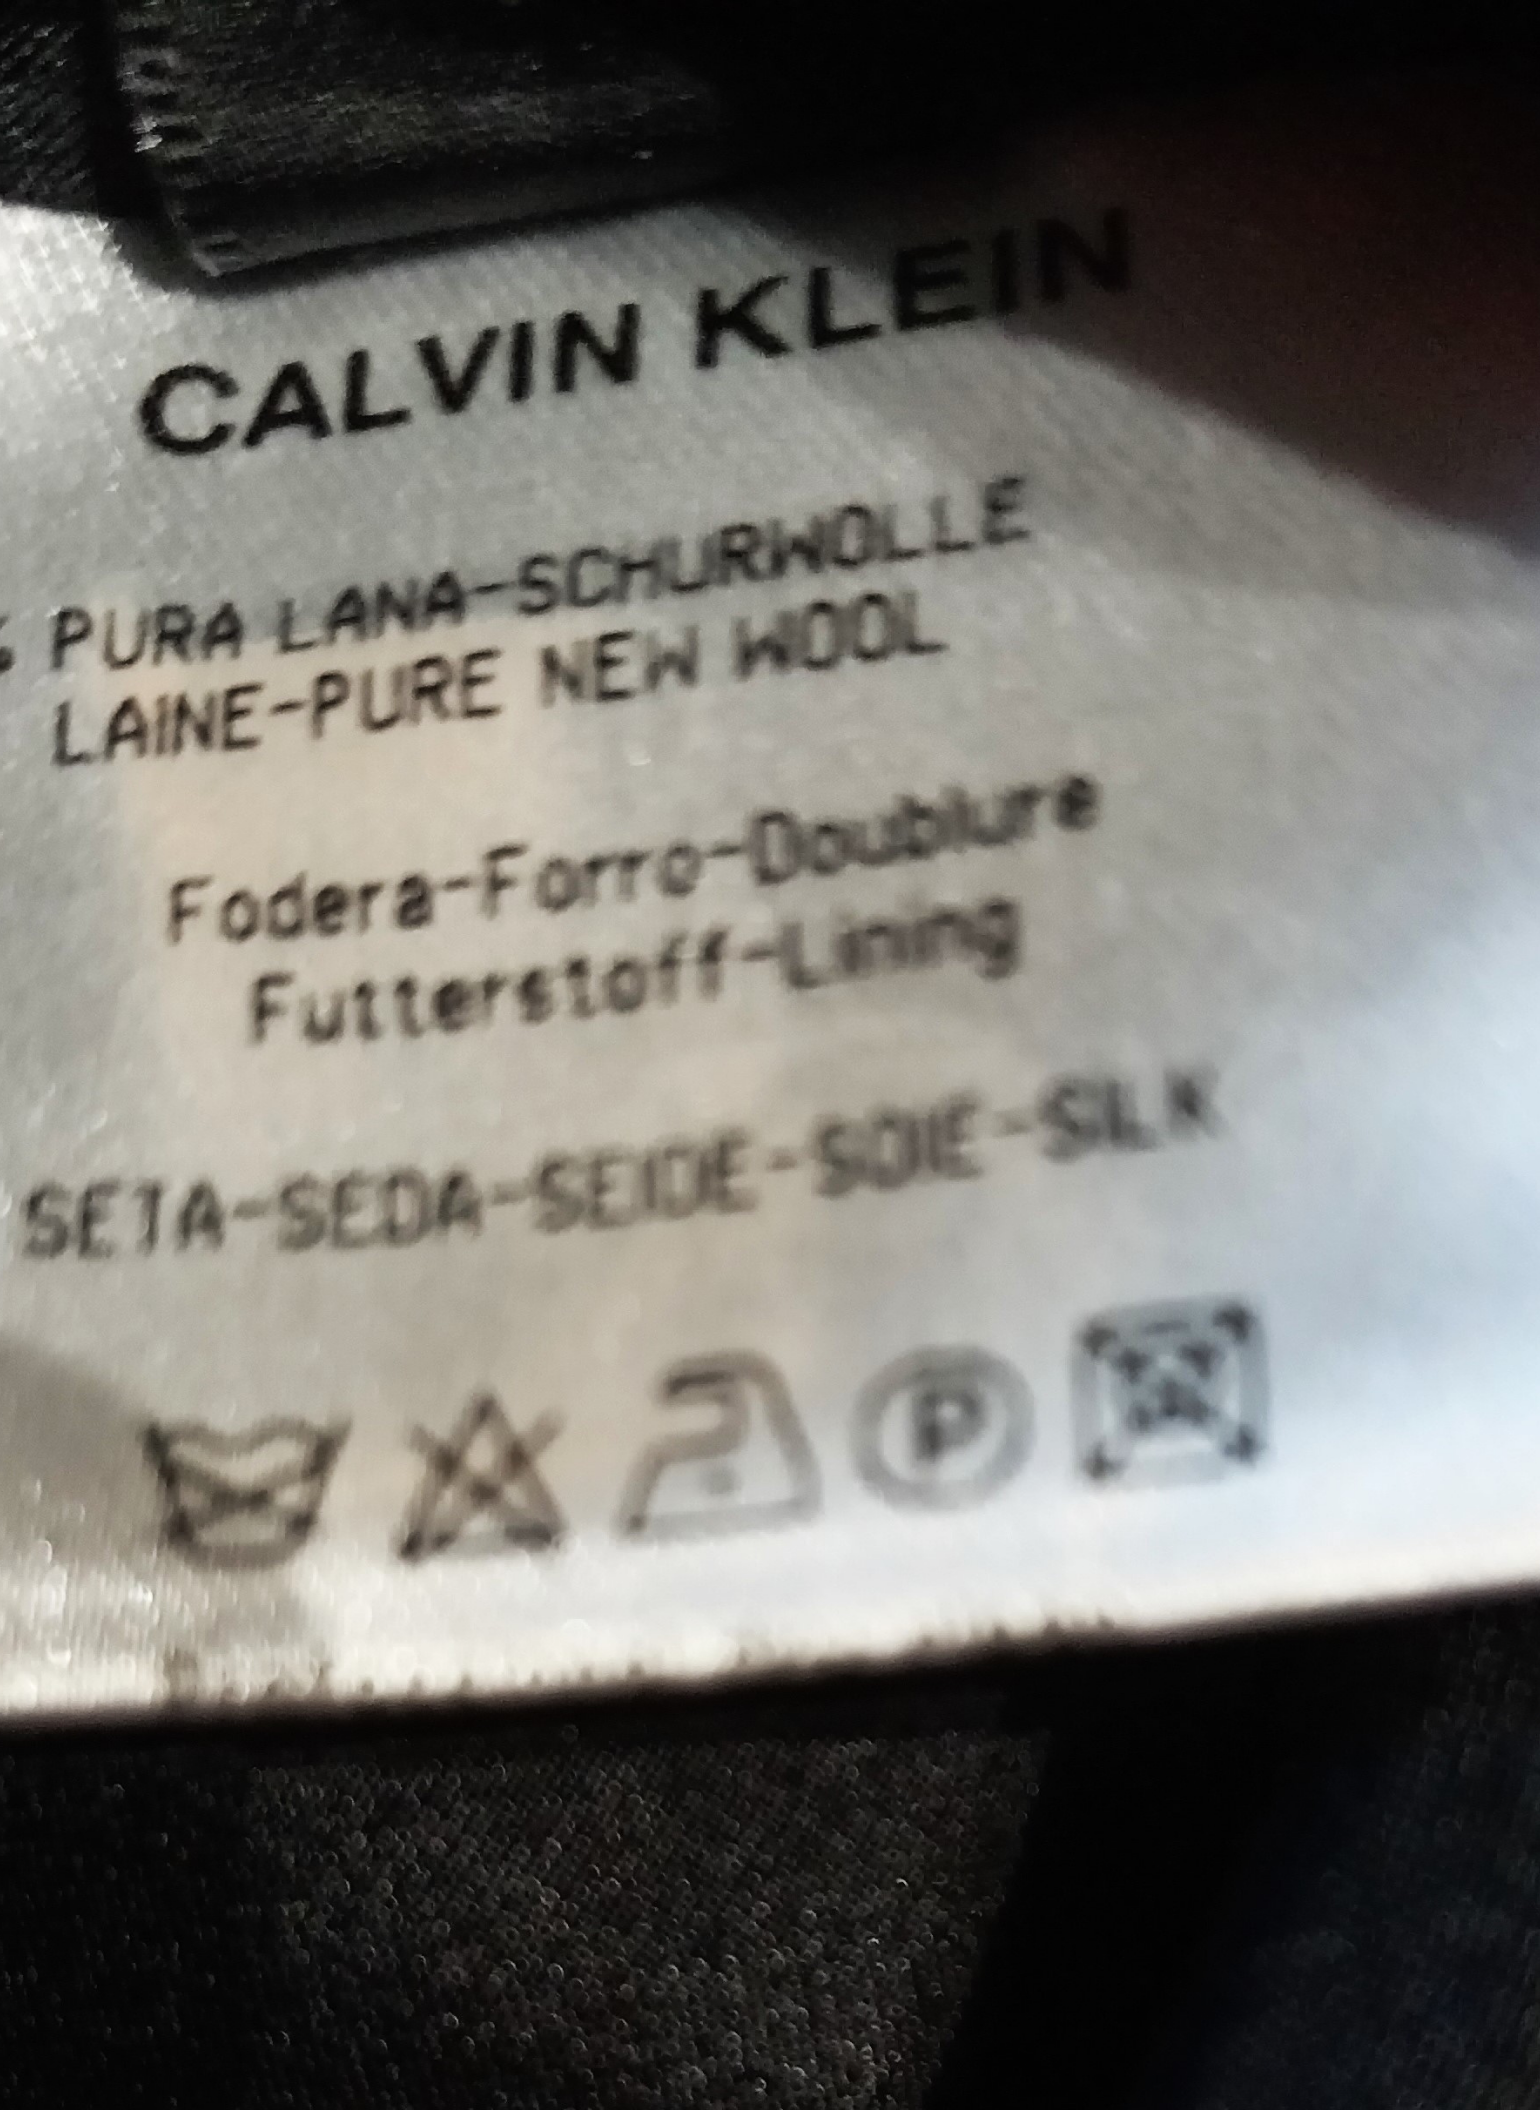 CALVIN KLEIN
% PURA LANA-SCHURWOLLE
LAINE-PURE NEW WOOL
Fodera-Forro-Doublure
Futterstoff-Lining
SETA-SEDA-SEIDE-SOIE-SILK
P